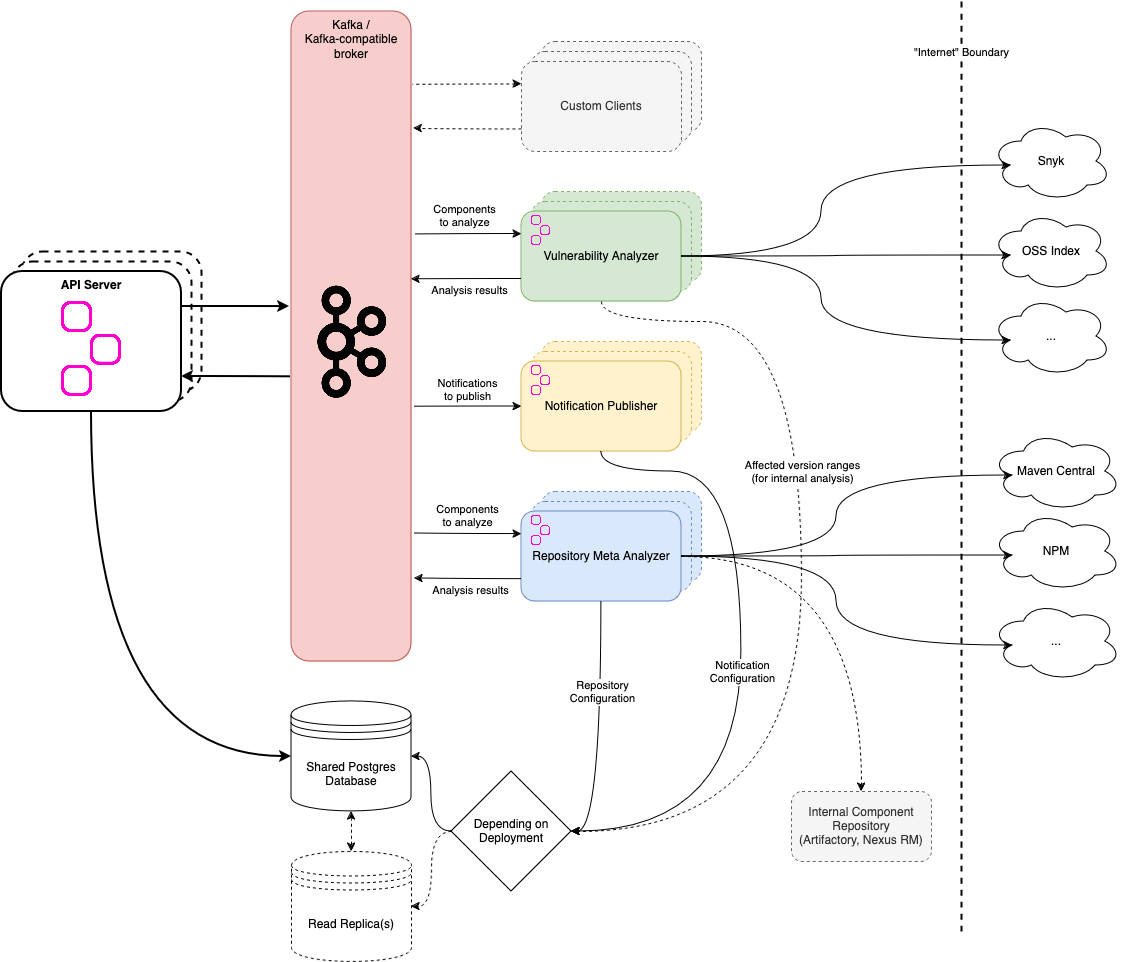 Kafka /
Kafka-compatible
broker
"Internet" Boundary
Custom Clients
Snyk
Components
to analyze
Vulnerability Analyzer
OSS Index
Analysis results
API Server
...
Notifications
to publish
Notification Publisher
Affected version ranges
(for internal analysis)
Maven Central
Components
to analyze
Repository Meta Analyzer
NPM
Analysis results
...
Notification
Configuration
Repository
Configuration
Shared Postgres
Database
Depending on
Deployment
Internal Component
Repository
(Artifactory, Nexus RM)
Read Replica(s)